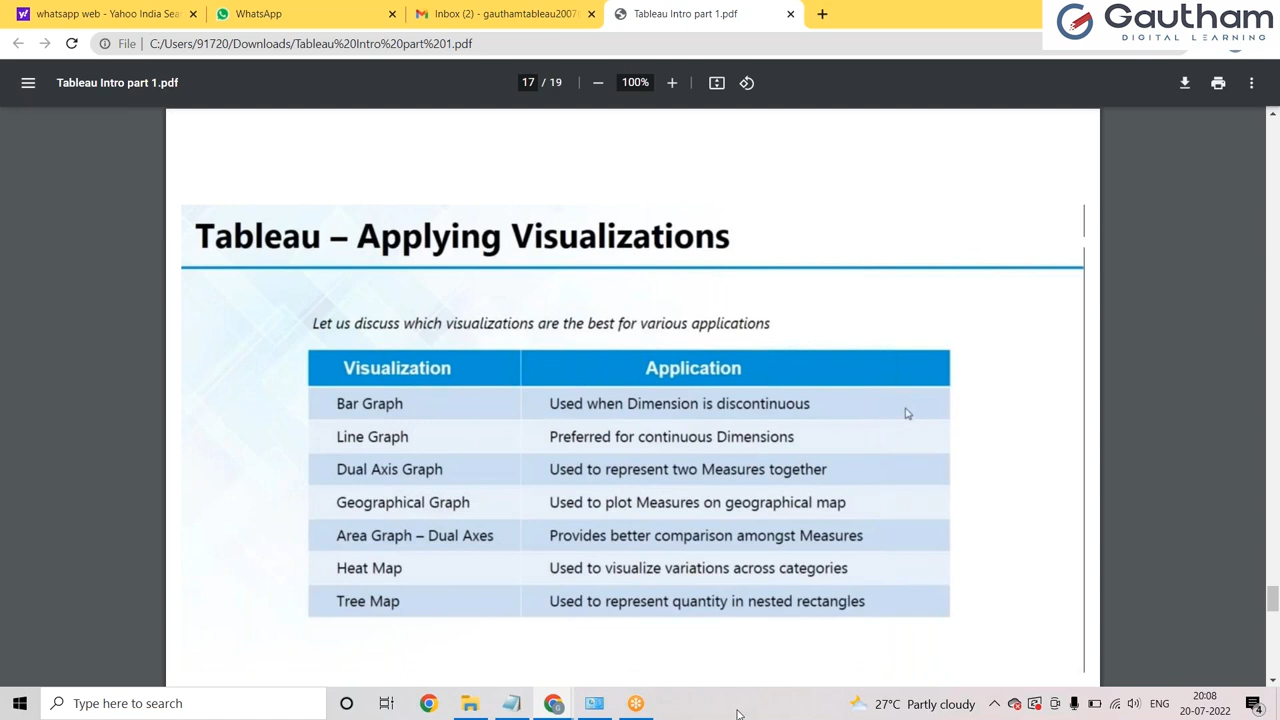 whatsapp web - Yahoo India Sea
WhatsApp
Inbox (2) - gauthamtableau2007
Tableau Intro part 1.pdf
Gautham
DIGITAL LEARNING
File
C:/Users/91720/Downloads/Tableau%20Intro%20part%201.pdf
Tableau Intro part 1.pdf
17 / 19
100%
Tableau – Applying Visualizations
Let us discuss which visualizations are the best for various applications
Visualization Application
Bar Graph Used when Dimension is discontinuous
Line Graph Preferred for continuous Dimensions
Dual Axis Graph Used to represent two Measures together
Geographical Graph Used to plot Measures on geographical map
Area Graph – Dual Axes Provides better comparison amongst Measures
Heat Map Used to visualize variations across categories
Tree Map Used to represent quantity in nested rectangles
Type here to search
27°C Partly cloudy
ENG
20:08
20-07-2022
4